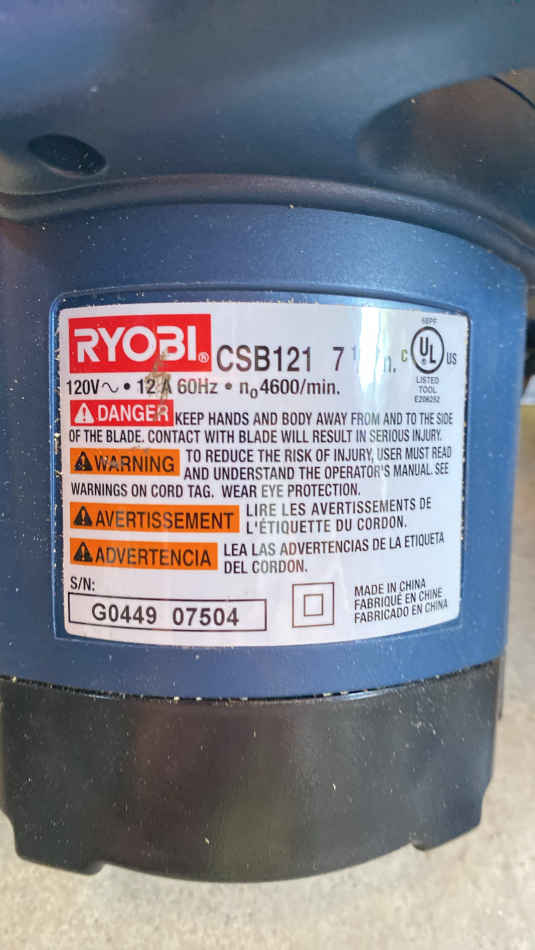 RYOBI®
CSB121 7
68PF
C UL US
LISTED
TOOL
E206252
120V~ • 12 A 60Hz • n₀4600/min.
DANGER KEEP HANDS AND BODY AWAY FROM AND TO THE SIDE
OF THE BLADE. CONTACT WITH BLADE WILL RESULT IN SERIOUS INJURY.
WARNING TO REDUCE THE RISK OF INJURY, USER MUST READ
AND UNDERSTAND THE OPERATOR'S MANUAL. SEE
WARNINGS ON CORD TAG. WEAR EYE PROTECTION.
AVERTISSEMENT LIRE LES AVERTISSEMENTS DE
L'ÉTIQUETTE DU CORDON.
ADVERTENCIA LEA LAS ADVERTENCIAS DE LA ETIQUETA
DEL CORDON.
S/N:
G0449 07504
MADE IN CHINA
FABRIQUÉ EN CHINE
FABRICADO EN CHINA